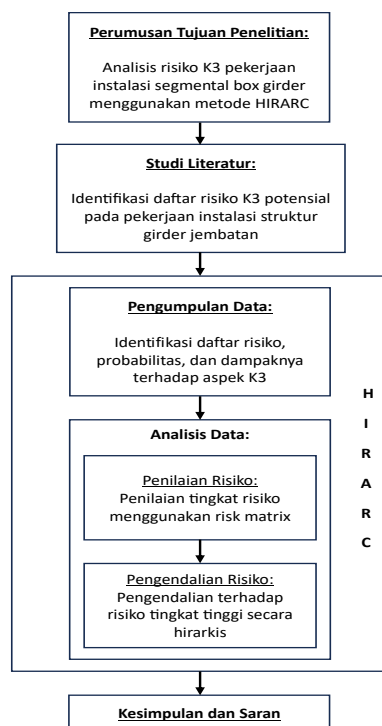 Perumusan Tujuan Penelitian:
Analisis risiko K3 pekerjaan
instalasi segmental box girder
menggunakan metode HIRARC
Studi Literatur:
Identifikasi daftar risiko K3 potensial
pada pekerjaan instalasi struktur
girder jembatan
Pengumpulan Data:
Identifikasi daftar risiko,
probabilitas, dan dampaknya
terhadap aspek K3
Analisis Data:
Penilaian Risiko:
Penilaian tingkat risiko
menggunakan risk matrix
Pengendalian Risiko:
Pengendalian terhadap
risiko tingkat tinggi secara
hirarkis
H
I
R
A
R
C
Kesimpulan dan Saran